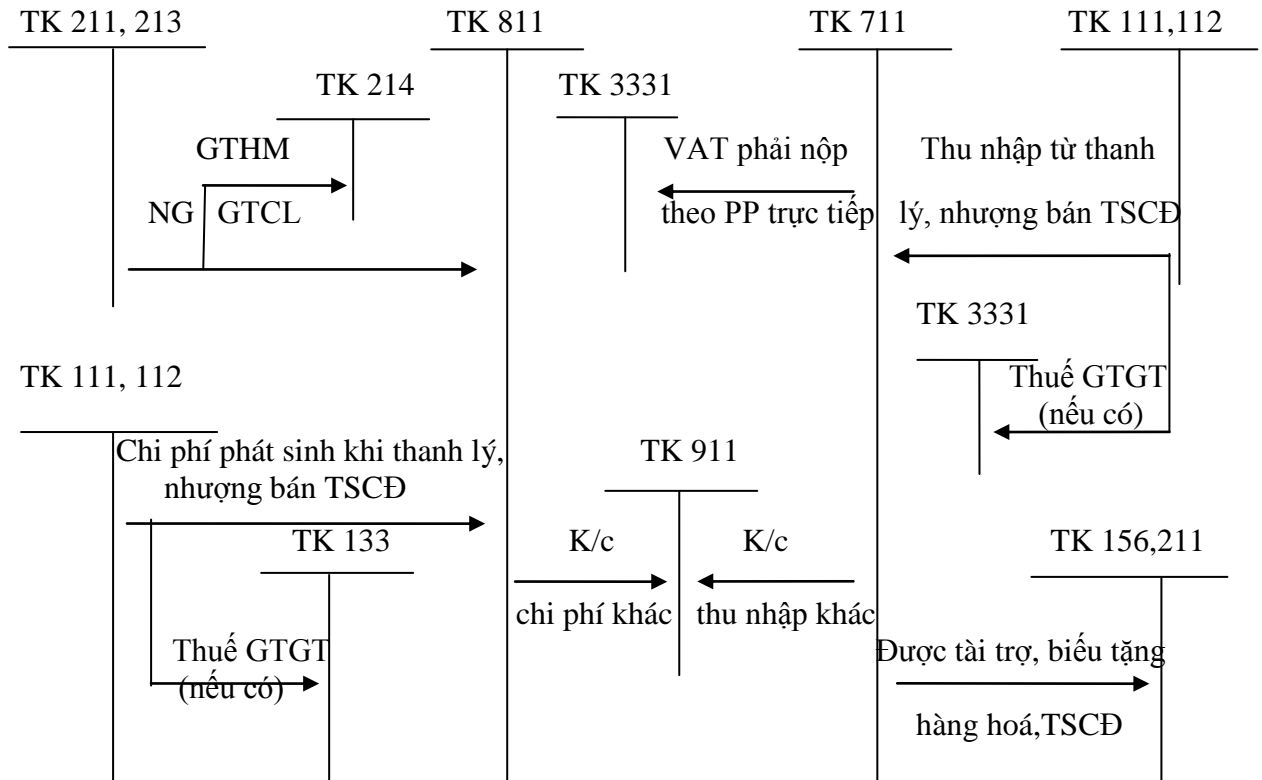 TK 211, 213
TK 811
TK 711
TK 111,112
TK 214
TK 3331
GTHM
VAT phải nộp
Thu nhập từ thanh
NG
GTCL
theo PP trực tiếp
lý, nhượng bán TSCĐ
TK 3331
TK 111, 112
Thuế GTGT
(nếu có)
Chi phí phát sinh khi thanh lý,
nhượng bán TSCĐ
TK 911
TK 133
K/c
K/c
TK 156,211
chi phí khác
thu nhập khác
Thuế GTGT
(nếu có)
Được tài trợ, biếu tặng
hàng hoá,TSCĐ